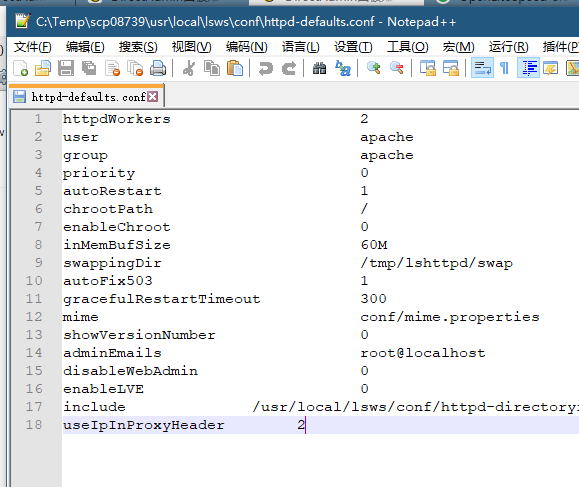 C:\Temp\scp08739\usr\local\lsws\conf\httpd-defaults.conf - Notepad++
文件(F) 编辑(E) 搜索(S) 视图(V) 编码(N) 语言(L) 设置(T) 工具(O) 宏(M) 运行(R) 插件(P
httpd-defaults.conf
1 httpdWorkers 2
2 user apache
3 group apache
4 priority 0
5 autoRestart 1
6 chrootPath /
7 enableChroot 0
8 inMemBufSize 60M
9 swappingDir /tmp/lshttpd/swap
10 autoFix503 1
11 gracefulRestartTimeout 300
12 mime conf/mime.properties
13 showVersionNumber 0
14 adminEmails root@localhost
15 disableWebAdmin 0
16 enableLVE 0
17 include /usr/local/lsws/conf/httpd-directory
18 useIpInProxyHeader 2